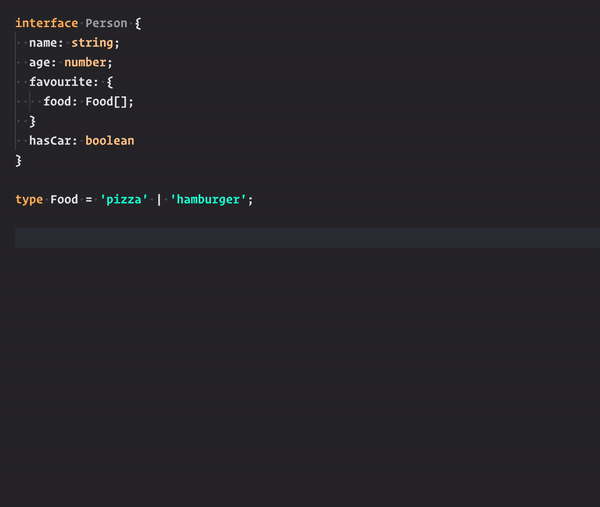 interface Person {
  name: string;
  age: number;
  favourite: {
    food: Food[];
  }
  hasCar: boolean
}
type Food = 'pizza' | 'hamburger';